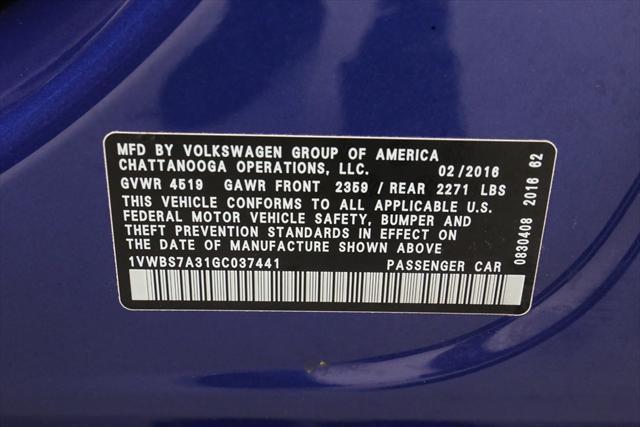 MFD BY VOLKSWAGEN GROUP OF AMERICA
CHATTANOOGA OPERATIONS, LLC. 02/2016
GVWR 4519 GAWR FRONT 2359 / REAR 2271 LBS
THIS VEHICLE CONFORMS TO ALL APPLICABLE U.S.
FEDERAL MOTOR VEHICLE SAFETY, BUMPER AND
THEFT PREVENTION STANDARDS IN EFFECT ON
THE DATE OF MANUFACTURE SHOWN ABOVE
1VWBS7A31GC037441 PASSENGER CAR
0830408 2016 62